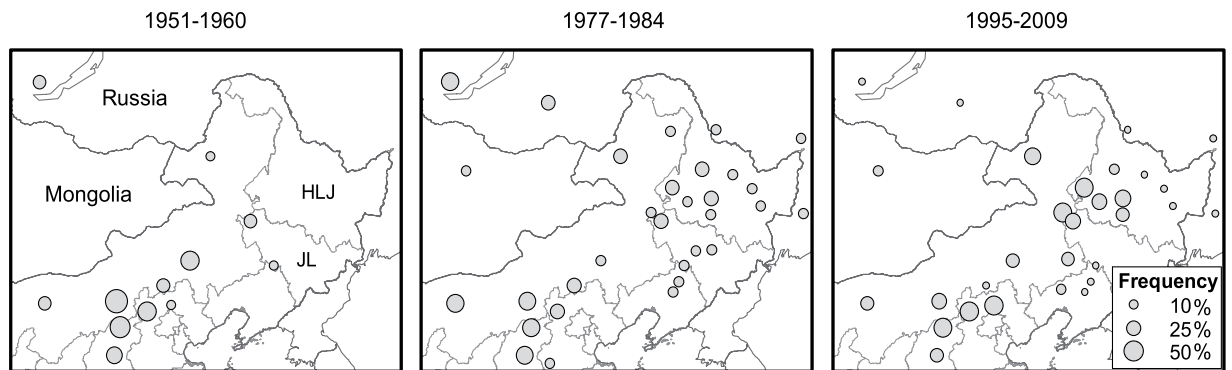 1951-1960
1977-1984
1995-2009
Russia
Mongolia
HLJ
JL
Frequency
10%
25%
50%